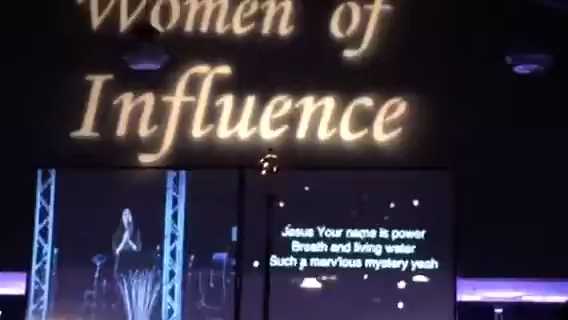 Women of
Influence
Jesus Your name is power
Breath and living water
Such a marv'lous mystery yeah